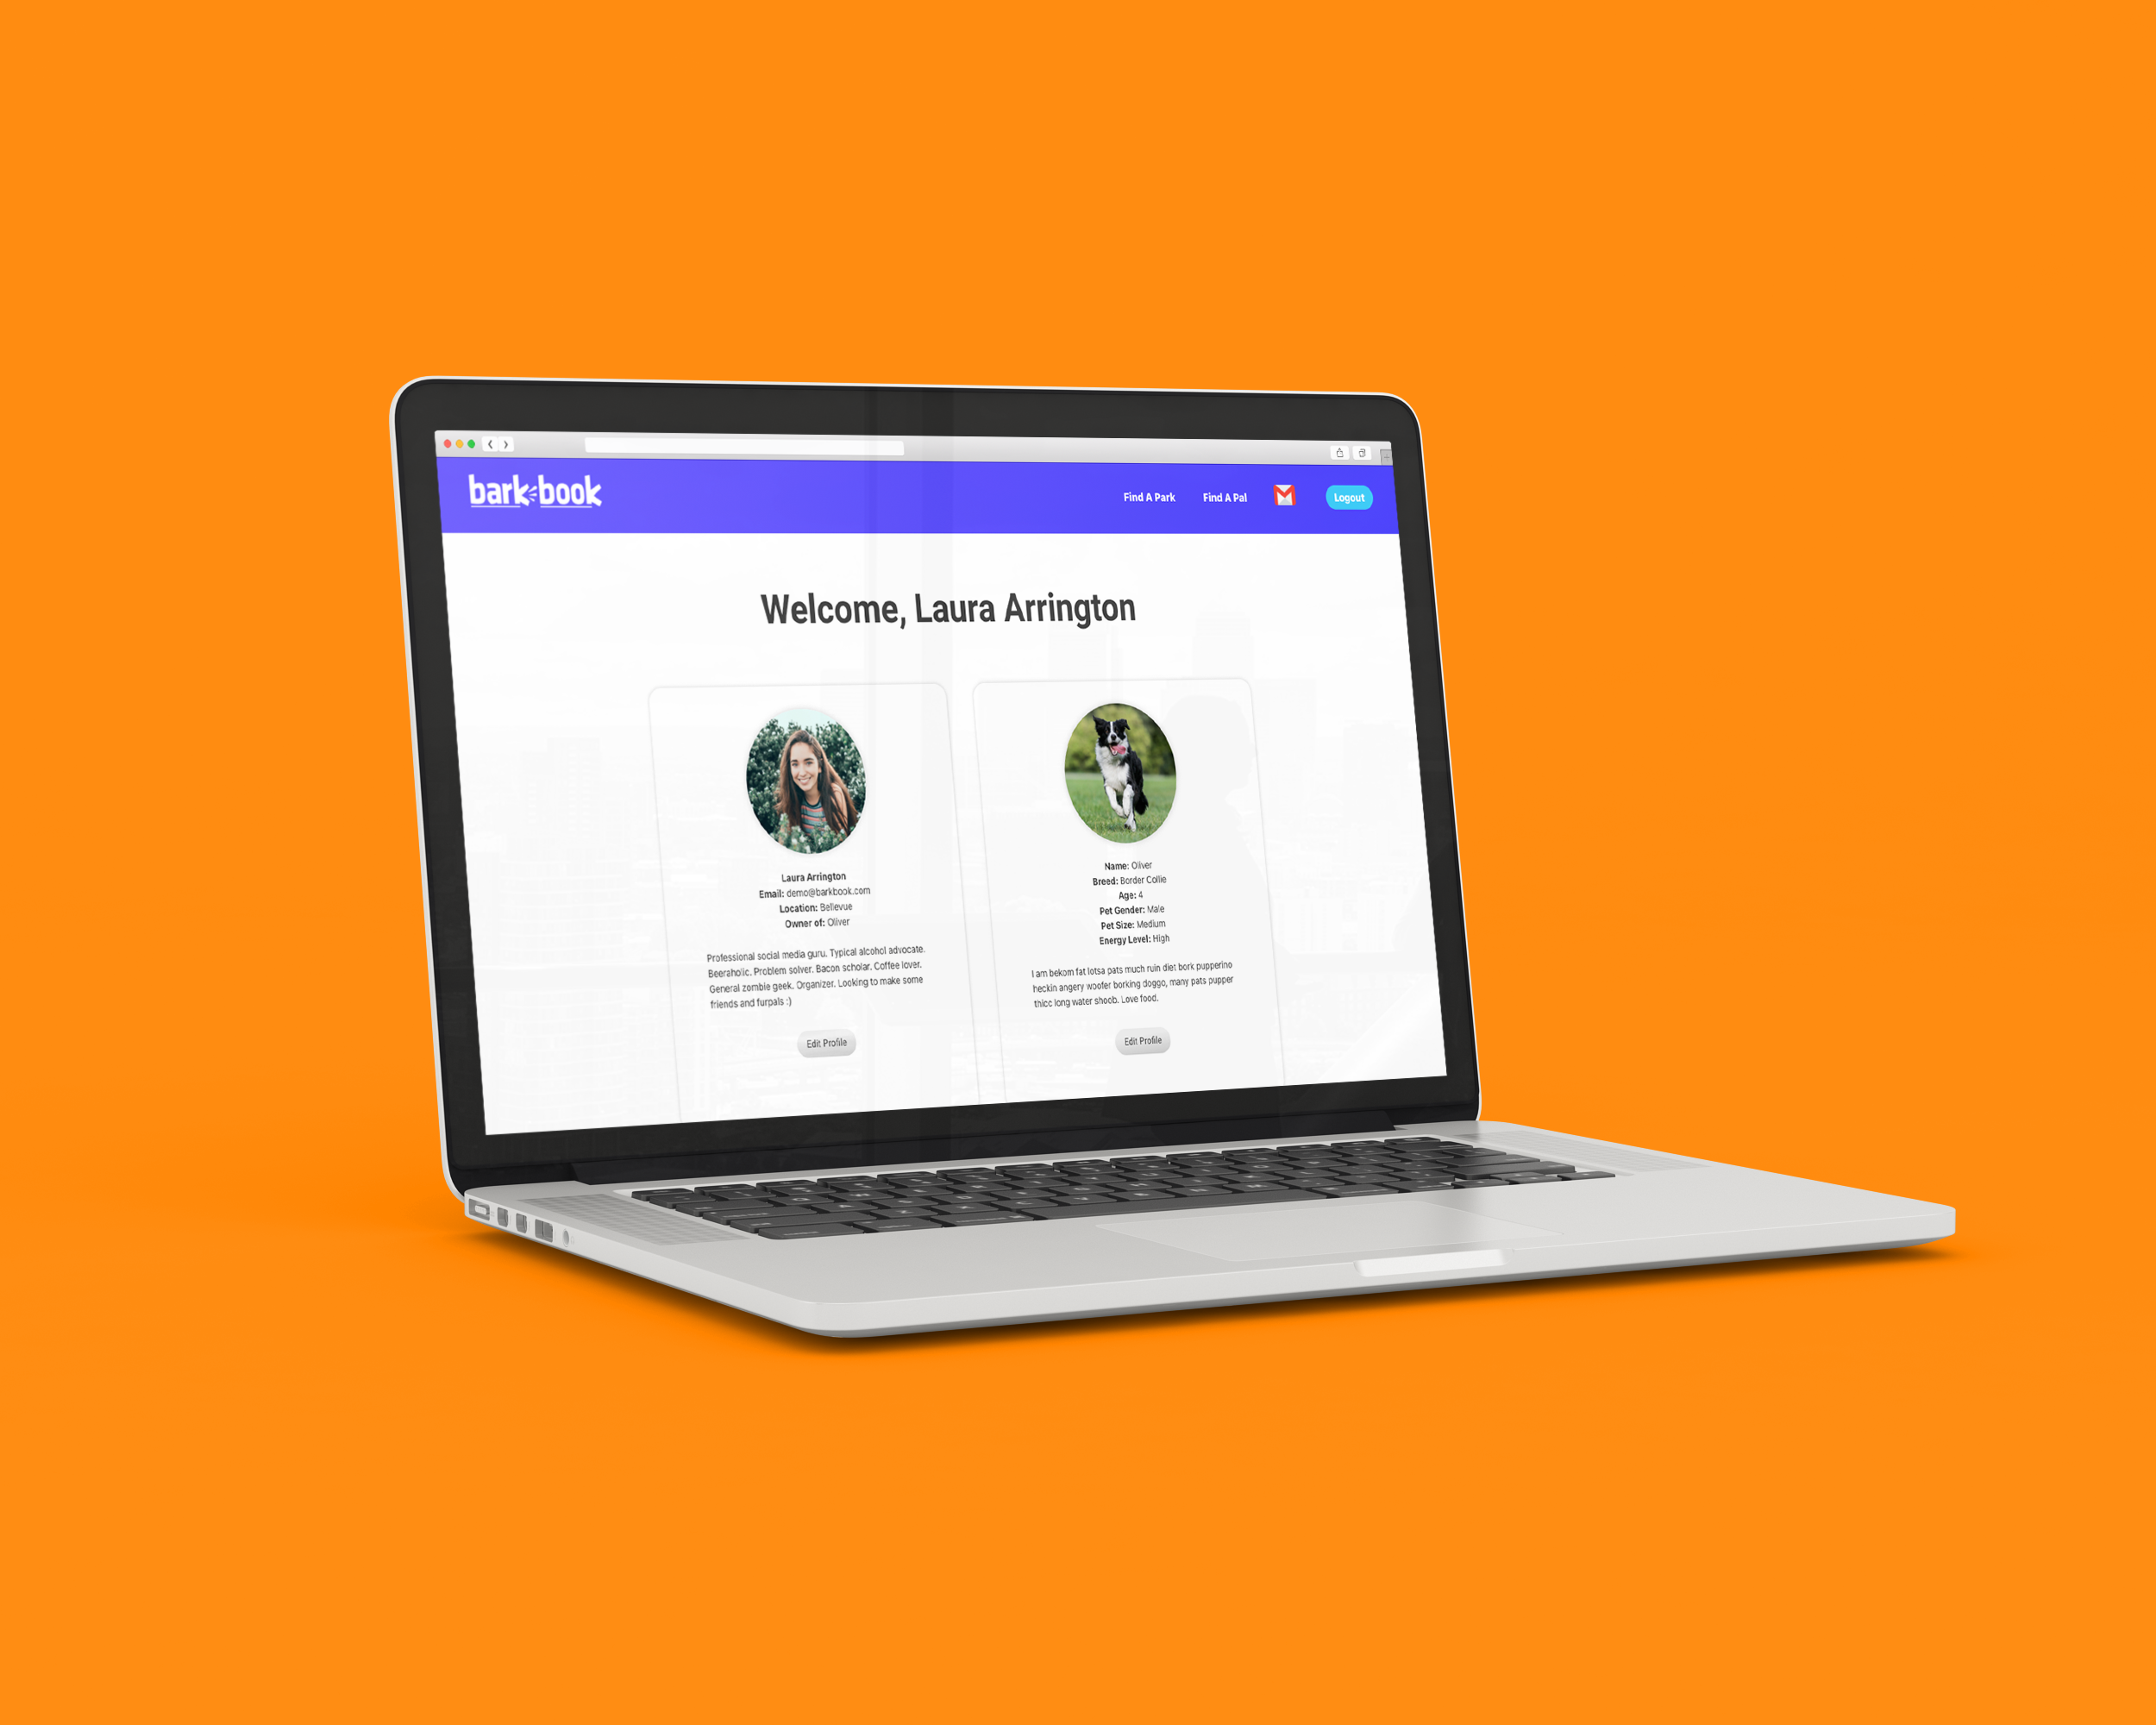 bark book
Find A Park
Find A Pal
Logout
Welcome, Laura Arrington
Laura Arrington
Email: demo@barkbook.com
Location: Bellevue
Owner of: Oliver
Professional social media guru. Typical alcohol advocate.
Beeraholic. Problem solver. Bacon scholar. Coffee lover.
General zombie geek. Organizer. Looking to make some
friends and furpals :)
Edit Profile
Name: Oliver
Breed: Border Collie
Age: 4
Pet Gender: Male
Pet Size: Medium
Energy Level: High
I am bekom fat lotsa pats much ruin diet bork pupperino
heckin angery woofer borking doggo, many pats pupper
thicc long water shoob. Love food.
Edit Profile